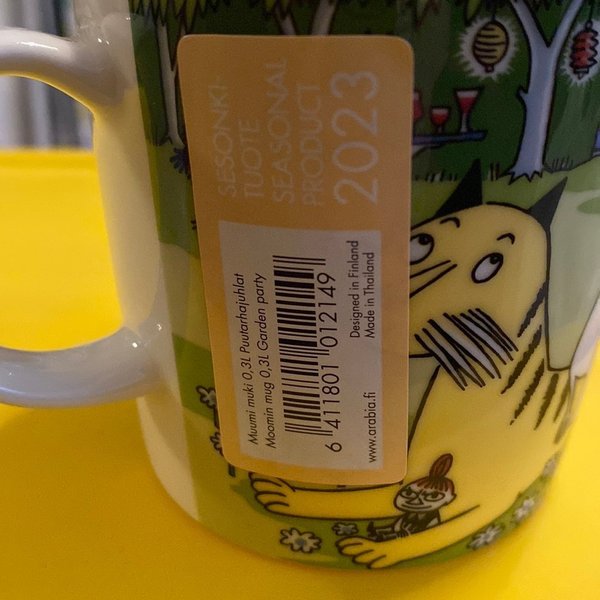 SESONKI
TUOTE
SEASONAL
PRODUCT
2023
Muumi muki 0,3L Puutarhajuhlat
Moomin mug 0,3L Garden party
6 411801 012149
Designed in Finland
Made in Thailand
www.arabia.fi